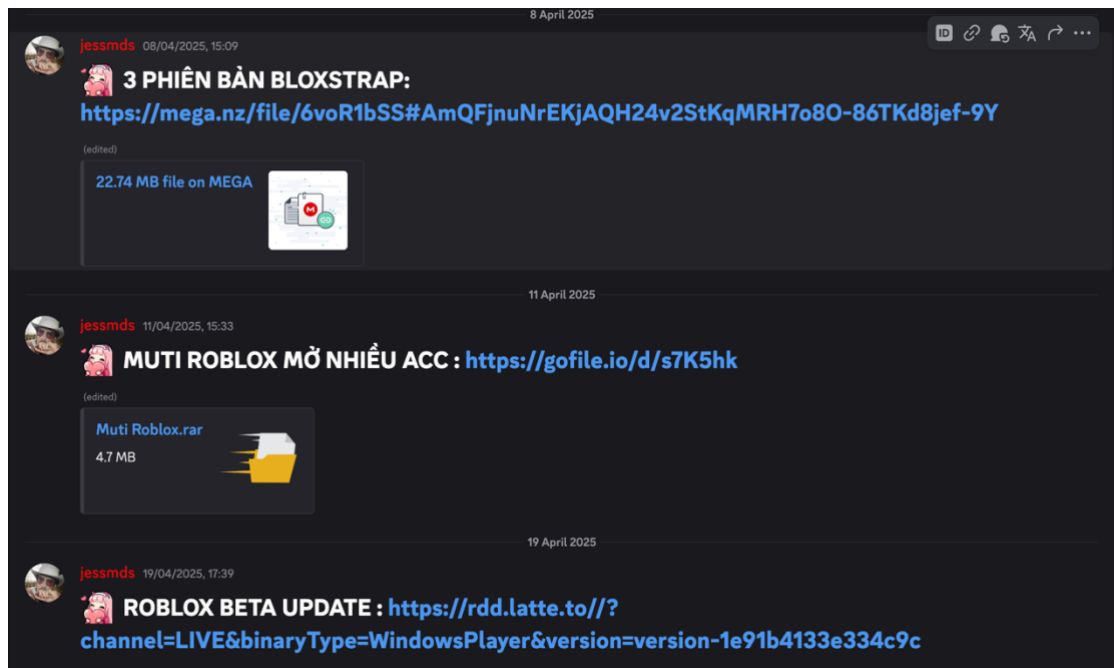 8 April 2025
jessmds 08/04/2025, 15:09
3 PHIÊN BẢN BLOXSTRAP:
https://mega.nz/file/6voR1bSS#AmQFjnuNrEKjAQH24v2StKqMRH7o8O-86TKd8jef-9Y
(edited)
22.74 MB file on MEGA
11 April 2025
jessmds 11/04/2025, 15:33
MUTI ROBLOX MỞ NHIỀU ACC : https://gofile.io/d/s7K5hk
(edited)
Muti Roblox.rar
4.7 MB
19 April 2025
jessmds 19/04/2025, 17:39
ROBLOX BETA UPDATE : https://rdd.latte.to//?
channel=LIVE&binaryType=WindowsPlayer&version=version-1e91b4133e334c9c